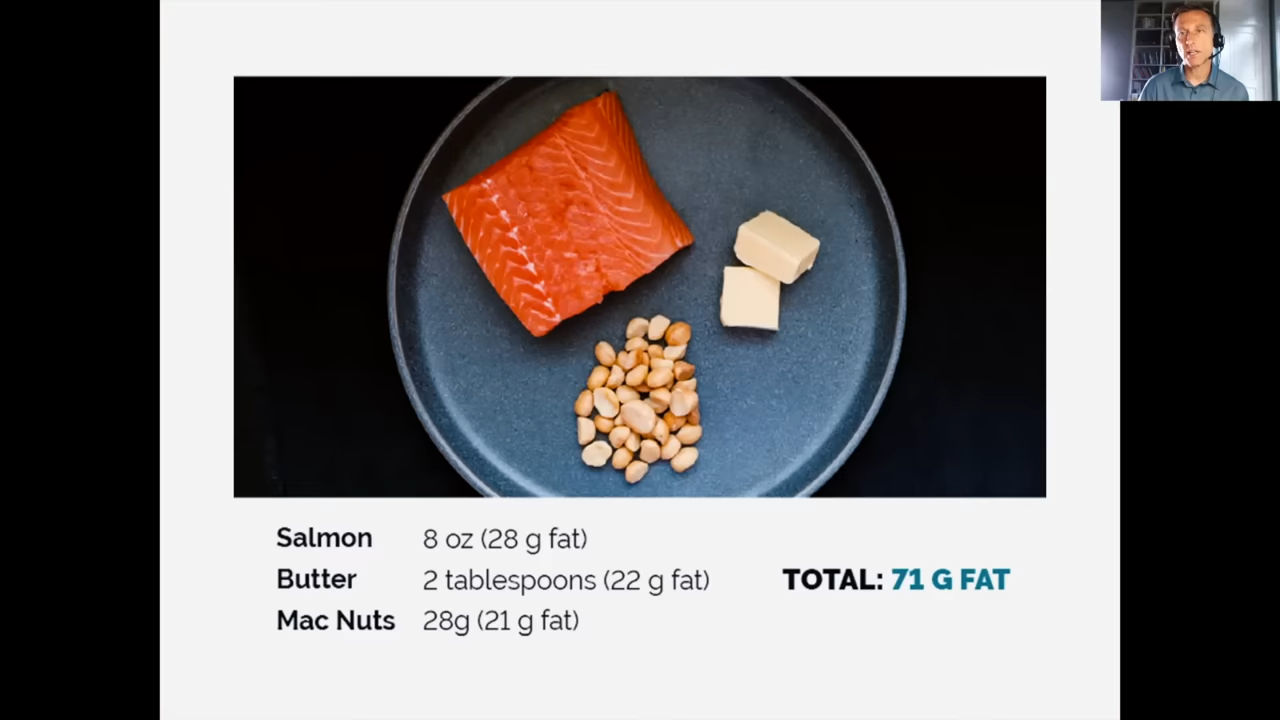 Salmon 8 oz (28 g fat)
Butter 2 tablespoons (22 g fat)
Mac Nuts 28g (21 g fat)
TOTAL: 71 G FAT